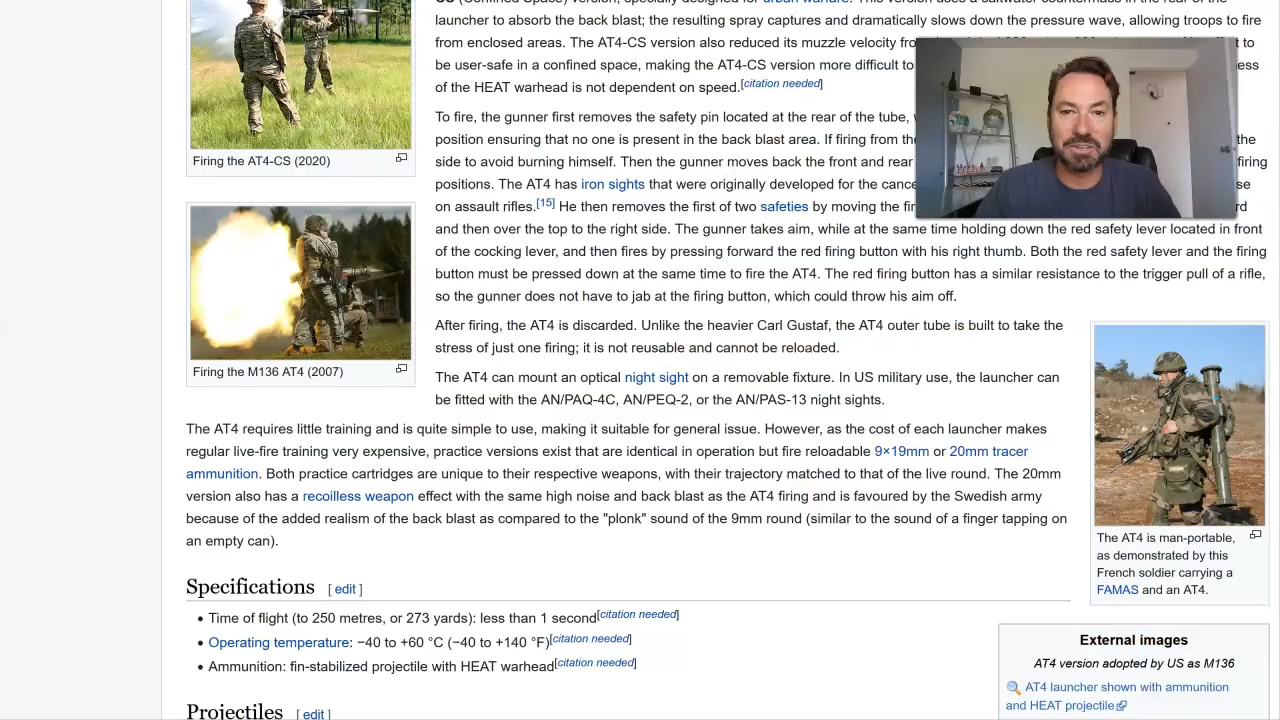 CS (Confined Space) version, specially designed for urban warfare. This version uses a saltwater countermass in the rear of the
launcher to absorb the back blast; the resulting spray captures and dramatically slows down the pressure wave, allowing troops to fire
from enclosed areas. The AT4-CS version also reduced its muzzle velocity
to
be user-safe in a confined space, making the AT4-CS version more difficult to
ess
of the HEAT warhead is not dependent on speed.[citation needed]
To fire, the gunner first removes the safety pin located at the rear of the tube,
position ensuring that no one is present in the back blast area. If firing from the
the
side to avoid burning himself. Then the gunner moves back the front and rear
firing
positions. The AT4 has iron sights that were originally developed for the
se
on assault rifles.[15] He then removes the first of two safeties by moving the
rd
and then over the top to the right side. The gunner takes aim, while at the same time holding down the red safety lever located in front
of the cocking lever, and then fires by pressing forward the red firing button with his right thumb. Both the red safety lever and the firing
button must be pressed down at the same time to fire the AT4. The red firing button has a similar resistance to the trigger pull of a rifle,
so the gunner does not have to jab at the firing button, which could throw his aim off.
After firing, the AT4 is discarded. Unlike the heavier Carl Gustaf, the AT4 outer tube is built to take the
stress of just one firing; it is not reusable and cannot be reloaded.
The AT4 can mount an optical night sight on a removable fixture. In US military use, the launcher can
be fitted with the AN/PAQ-4C, AN/PEQ-2, or the AN/PAS-13 night sights.
Firing the AT4-CS (2020)
Firing the M136 AT4 (2007)
The AT4 requires little training and is quite simple to use, making it suitable for general issue. However, as the cost of each launcher makes
regular live-fire training very expensive, practice versions exist that are identical in operation but fire reloadable 9×19mm or 20mm tracer
ammunition. Both practice cartridges are unique to their respective weapons, with their trajectory matched to that of the live round. The 20mm
version also has a recoilless weapon effect with the same high noise and back blast as the AT4 firing and is favoured by the Swedish army
because of the added realism of the back blast as compared to the "plonk" sound of the 9mm round (similar to the sound of a finger tapping on
an empty can).
The AT4 is man-portable,
as demonstrated by this
French soldier carrying a
FAMAS and an AT4.
Specifications [ edit ]
• Time of flight (to 250 metres, or 273 yards): less than 1 second[citation needed]
• Operating temperature: −40 to +60 °C (−40 to +140 °F)[citation needed]
• Ammunition: fin-stabilized projectile with HEAT warhead[citation needed]
Projectiles [ edit ]
External images
AT4 version adopted by US as M136
AT4 launcher shown with ammunition
and HEAT projectile